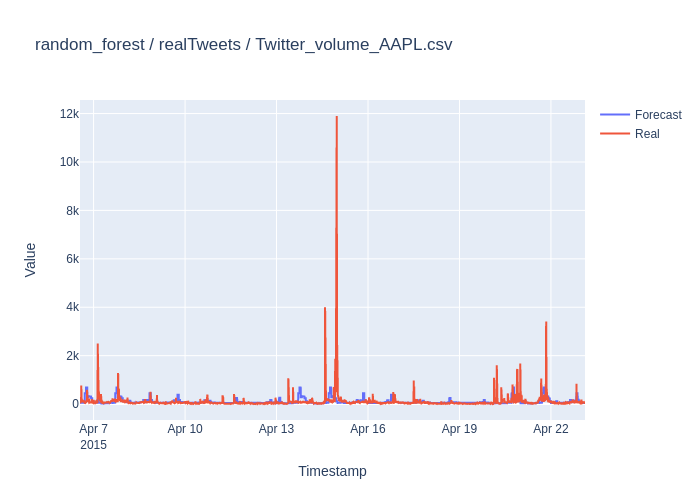 random_forest / realTweets / Twitter_volume_AAPL.csv
12k
10k
8k
6k
4k
2k
0
Value
Apr 7
2015
Apr 10
Apr 13
Apr 16
Apr 19
Apr 22
Timestamp
Forecast
Real